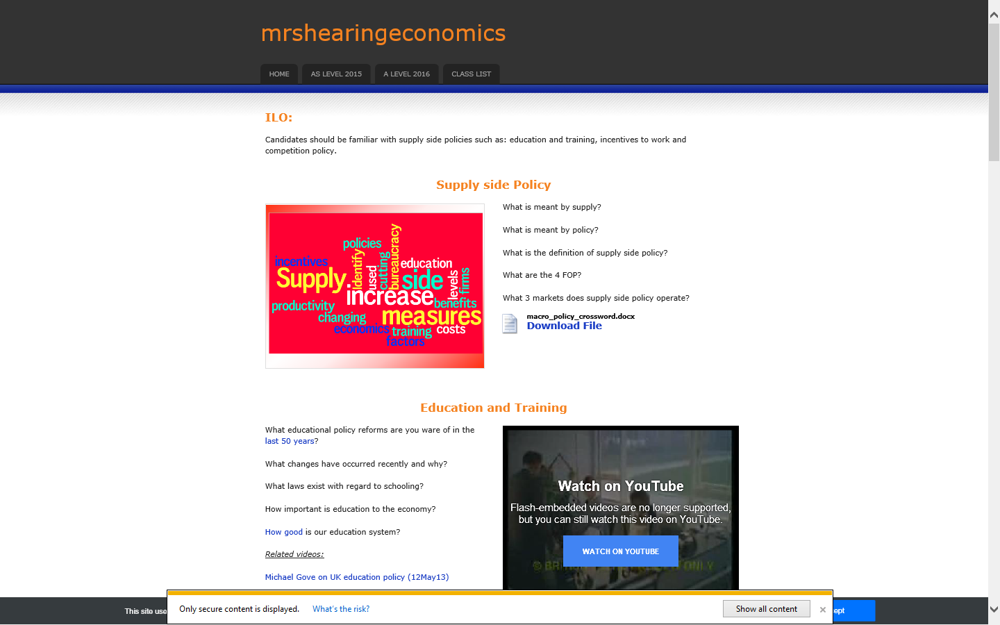 mrshearingeconomics
HOME
AS LEVEL 2015
A LEVEL 2016
CLASS LIST
ILO:
Candidates should be familiar with supply side policies such as: education and training, incentives to work and
competition policy.
Supply side Policy
policies
bureaucracy
incentives
Identify
cutting
education
Supply
used
side
levels
firms
increase
productivity
benefits
changing
measures
economics
training
costs
factors
What is meant by supply?
What is meant by policy?
What is the definition of supply side policy?
What are the 4 FOP?
What 3 markets does supply side policy operate?
macro_policy_crossword.docx
Download File
Education and Training
What educational policy reforms are you ware of in the
last 50 years?
What changes have occurred recently and why?
What laws exist with regard to schooling?
How important is education to the economy?
How good is our education system?
Related videos:
Michael Gove on UK education policy (12May13)
Watch on YouTube
Flash-embedded videos are no longer supported,
but you can still watch this video on YouTube.
WATCH ON YOUTUBE
ONLY
This site use
Only secure content is displayed.
What's the risk?
Show all content